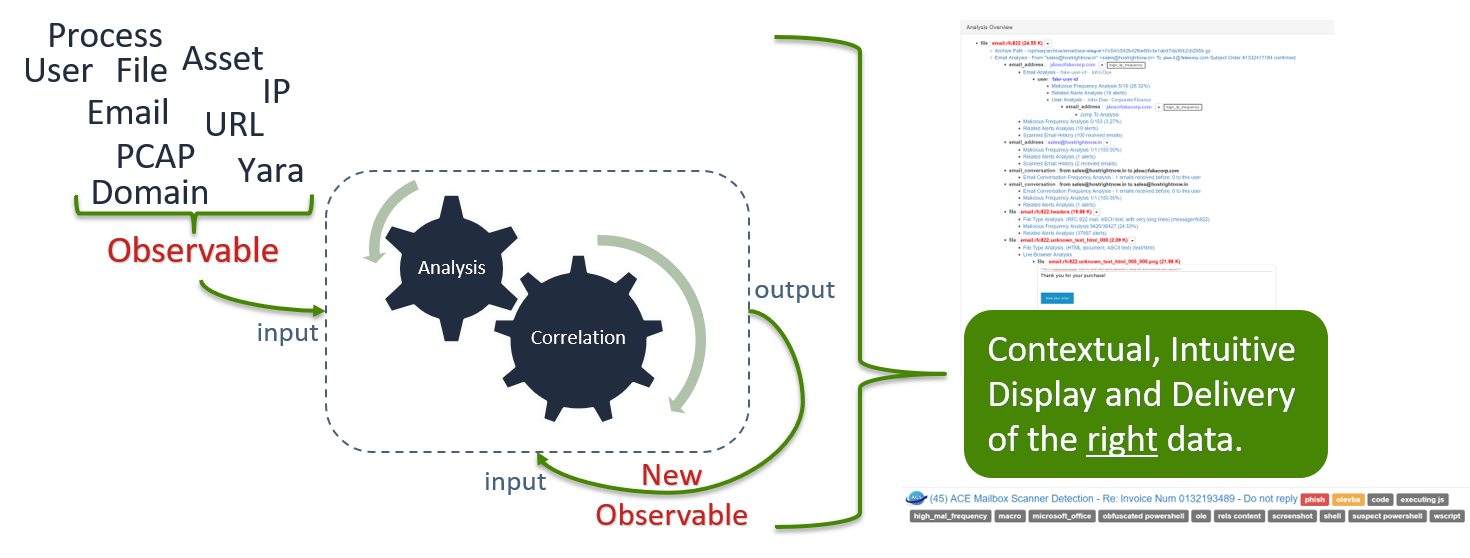 Process
User File Asset
IP
Email
URL
PCAP
Yara
Domain
Observable
input
Analysis
Correlation
output
input
New
Observable
Analysis Overview
file : email.rfc822 (24.55 K)
Email Analysis - From "sales@hostrightnow.in" <sales@hostrightnow.in> To
Subject Order #1332417184 confirmed
email_address : jdoe@fakecorp.com high_fp_frequency
Email Analysis - fake-user-id - John Doe
user : fake-user-id
Malicious Frequency Analysis 5/19 (26.32%)
Related Alerts Analysis (19 alerts)
User Analysis - John Doe - Corporate Finance
email_address : jdoe@fakecorp.com high_fp_frequency
Jump To Analysis
Malicious Frequency Analysis 5/153 (3.27%)
Related Alerts Analysis (19 alerts)
Scanned Email History (100 received emails)
email_address : sales@hostrightnow.in
Malicious Frequency Analysis 1/1 (100.00%)
Related Alerts Analysis (1 alerts)
Scanned Email History (2 received emails)
email_conversation : from sales@hostrightnow.in to jdoe@fakecorp.com
Email Conversation Frequency Analysis - 1 emails received before, 0 to this user
email_conversation : from sales@hostrightnow.in to sales@hostrightnow.in
Email Conversation Frequency Analysis - 1 emails received before, 0 to this user
Malicious Frequency Analysis 1/1 (100.00%)
Related Alerts Analysis (1 alerts)
file : email.rfc822.headers (19.98 K)
File Type Analysis: (RFC 822 mail, ASCII text, with very long lines) (message/rfc822)
Malicious Frequency Analysis 9425/38427 (24.53%)
Related Alerts Analysis (37997 alerts)
file : email.rfc822.unknown_text_html_000 (2.09 K)
File Type Analysis: (HTML document, ASCII text) (text/html)
Live Browser Analysis
file : email.rfc822.unknown_text_html_000_000.png (21.98 K)
Thank you for your purchase!
Contextual, Intuitive
Display and Delivery
of the right data.
ACE (45) ACE Mailbox Scanner Detection - Re: Invoice Num 0132193489 - Do not reply phish olevba code executing js
high_mal_frequency macro microsoft_office obfuscated powershell ole rels content screenshot shell suspect powershell wscript